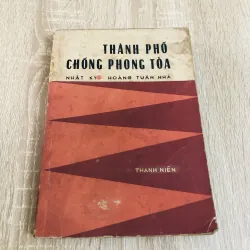 THÀNH PHỐ
CHỐNG PHONG TỎA
NHẬT KÝ HOÀNG TUẤN NHÃ
THANH NIÊN